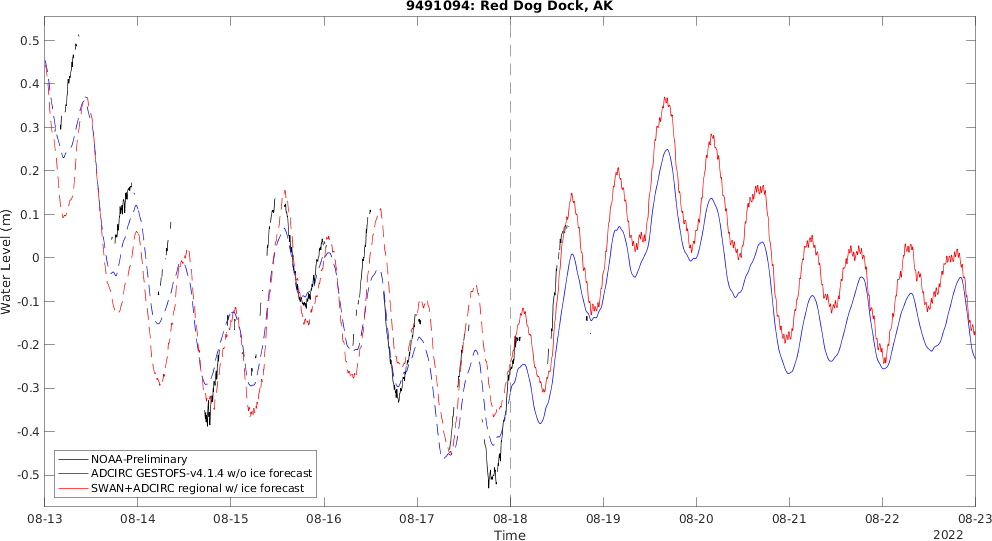 9491094: Red Dog Dock, AK
Water Level (m)
0.5
0.4
0.3
0.2
0.1
0
-0.1
-0.2
-0.3
-0.4
-0.5
NOAA-Preliminary
ADCIRC GESTOFS-v4.1.4 w/o ice forecast
SWAN+ADCIRC regional w/ ice forecast
08-13 08-14 08-15 08-16 08-17 08-18 08-19 08-20 08-21 08-22 08-23
Time
2022